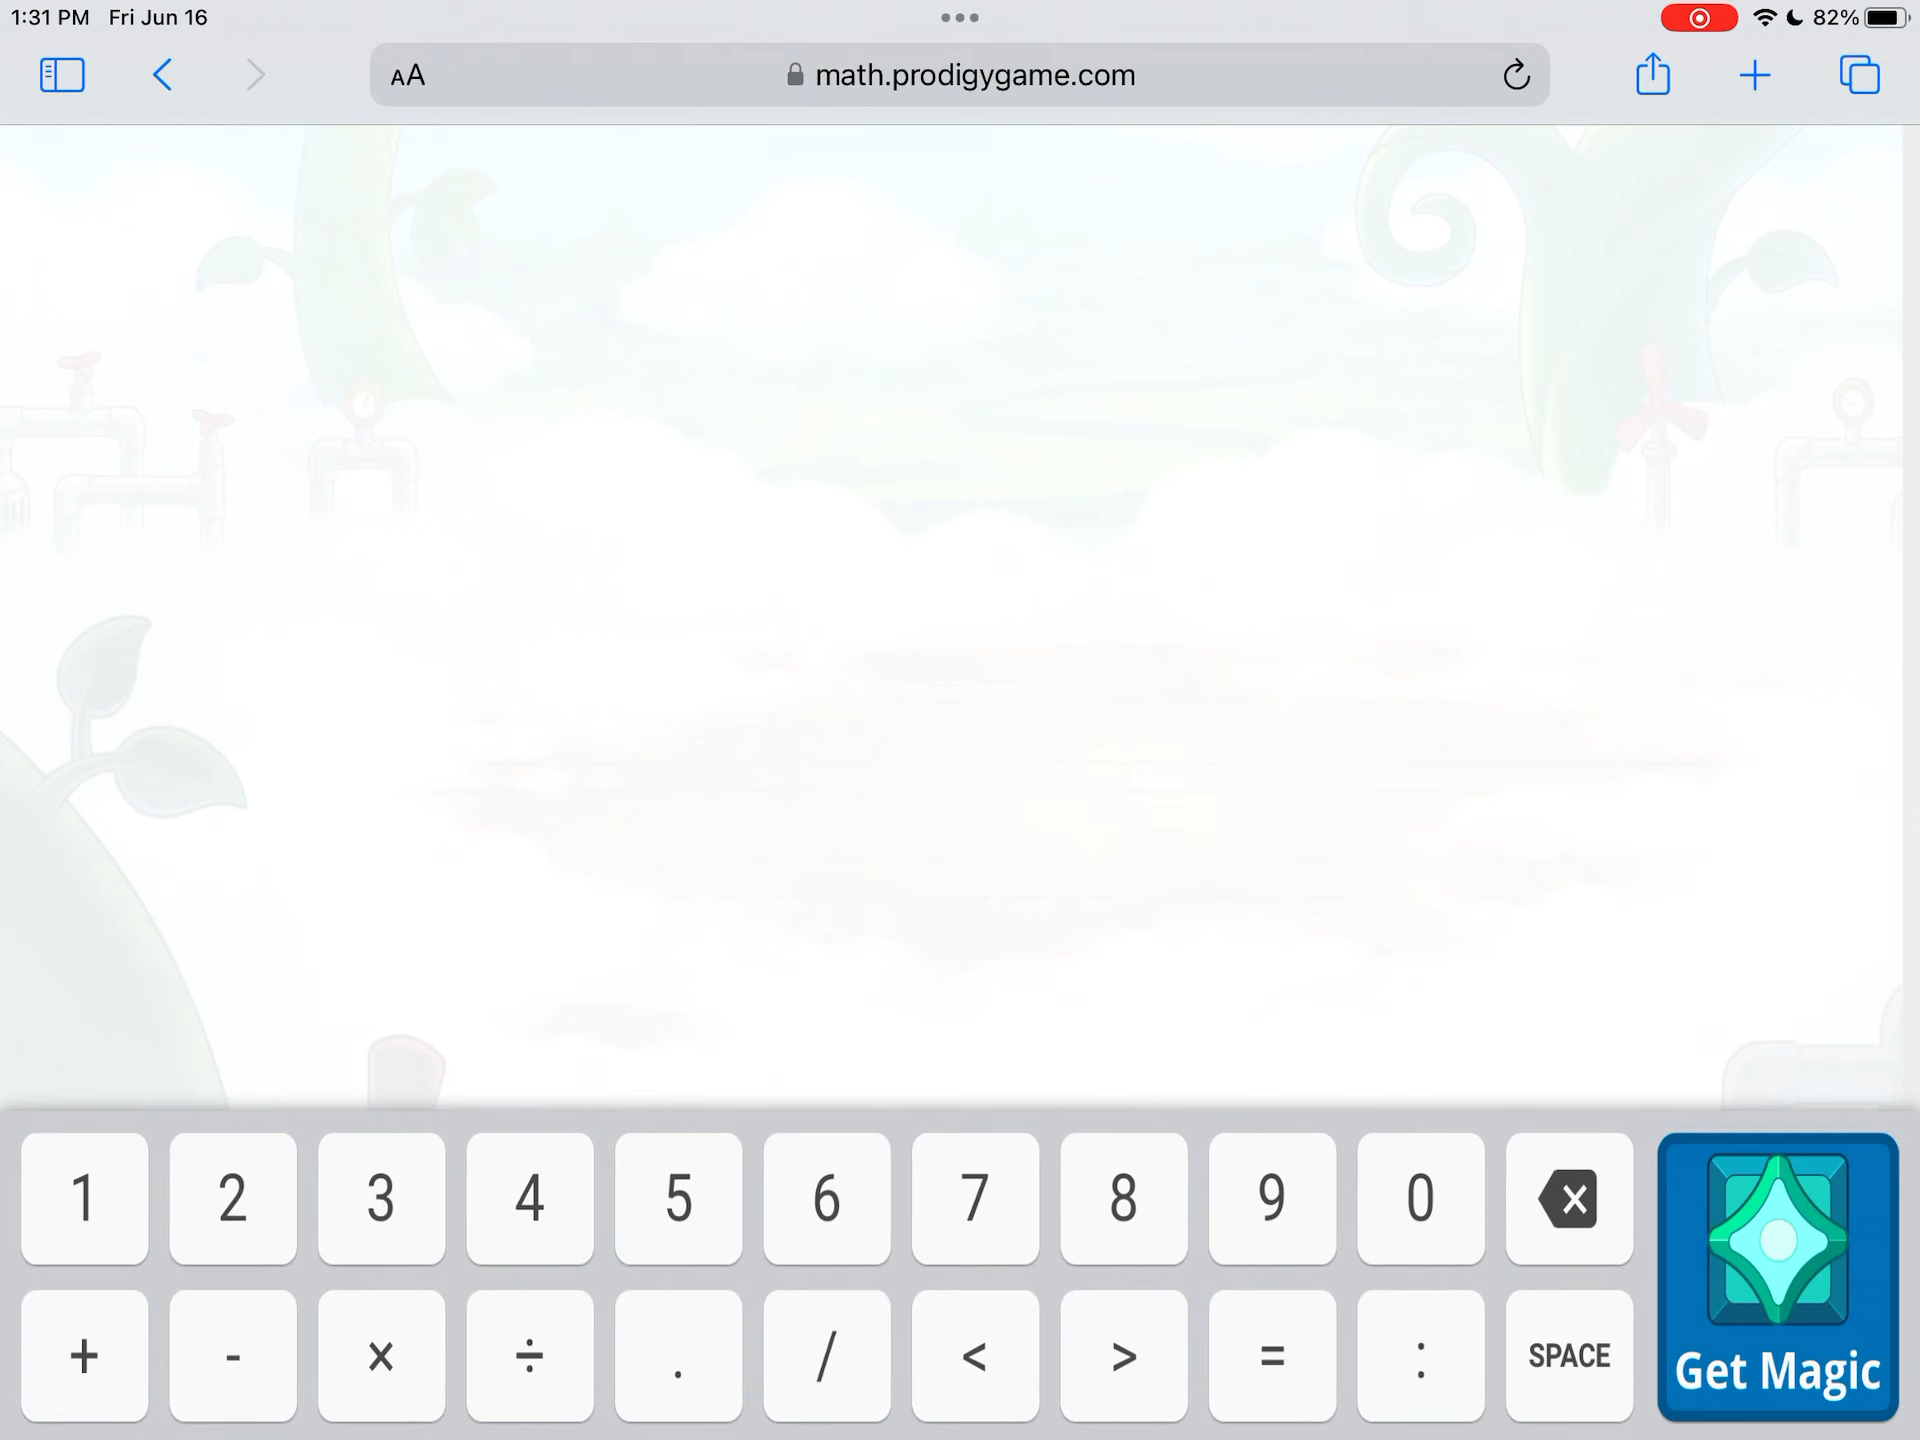 1:31 PM Fri Jun 16
82%
AA
math.prodigygame.com
1 2 3 4 5 6 7 8 9 0
+ - × ÷ . / < > = : SPACE
Get Magic